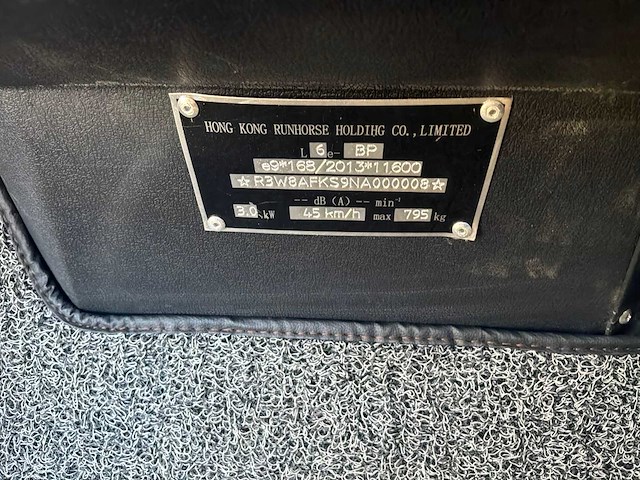 HONG KONG RUNHORSE HOLDIHG CO.,LIMITED
L 6 e- BP
e9*168/2013*11600
☆R3W8AFKS9NA000008☆
-- dB (A) -- min⁻¹
3.0 kW 45 km/h max 795 kg